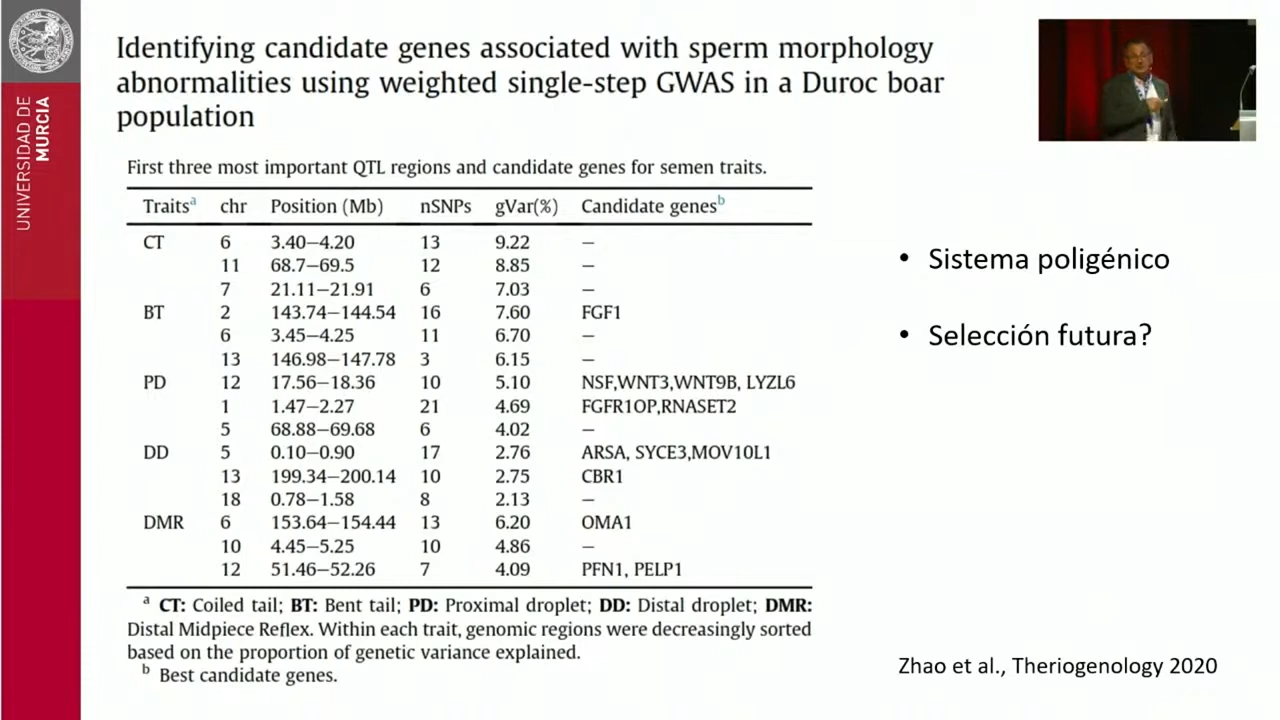 UNIVERSIDAD DE
MURCIA
Identifying candidate genes associated with sperm morphology
abnormalities using weighted single-step GWAS in a Duroc boar
population
First three most important QTL regions and candidate genes for semen traits.
Traitsᵃ chr Position (Mb) nSNPs gVar(%) Candidate genesᵇ
CT 6 3.40–4.20 13 9.22 –
11 68.7–69.5 12 8.85 –
7 21.11–21.91 6 7.03 –
BT 2 143.74–144.54 16 7.60 FGF1
6 3.45–4.25 11 6.70 –
13 146.98–147.78 3 6.15 –
PD 12 17.56–18.36 10 5.10 NSF,WNT3,WNT9B, LYZL6
1 1.47–2.27 21 4.69 FGFR1OP,RNASET2
5 68.88–69.68 6 4.02 –
DD 5 0.10–0.90 17 2.76 ARSA, SYCE3,MOV10L1
13 199.34–200.14 10 2.75 CBR1
18 0.78–1.58 8 2.13 –
DMR 6 153.64–154.44 13 6.20 OMA1
10 4.45–5.25 10 4.86 –
12 51.46–52.26 7 4.09 PFN1, PELP1
ᵃ CT: Coiled tail; BT: Bent tail; PD: Proximal droplet; DD: Distal droplet; DMR:
Distal Midpiece Reflex. Within each trait, genomic regions were decreasingly sorted
based on the proportion of genetic variance explained.
ᵇ Best candidate genes.
• Sistema poligénico
• Selección futura?
Zhao et al., Theriogenology 2020